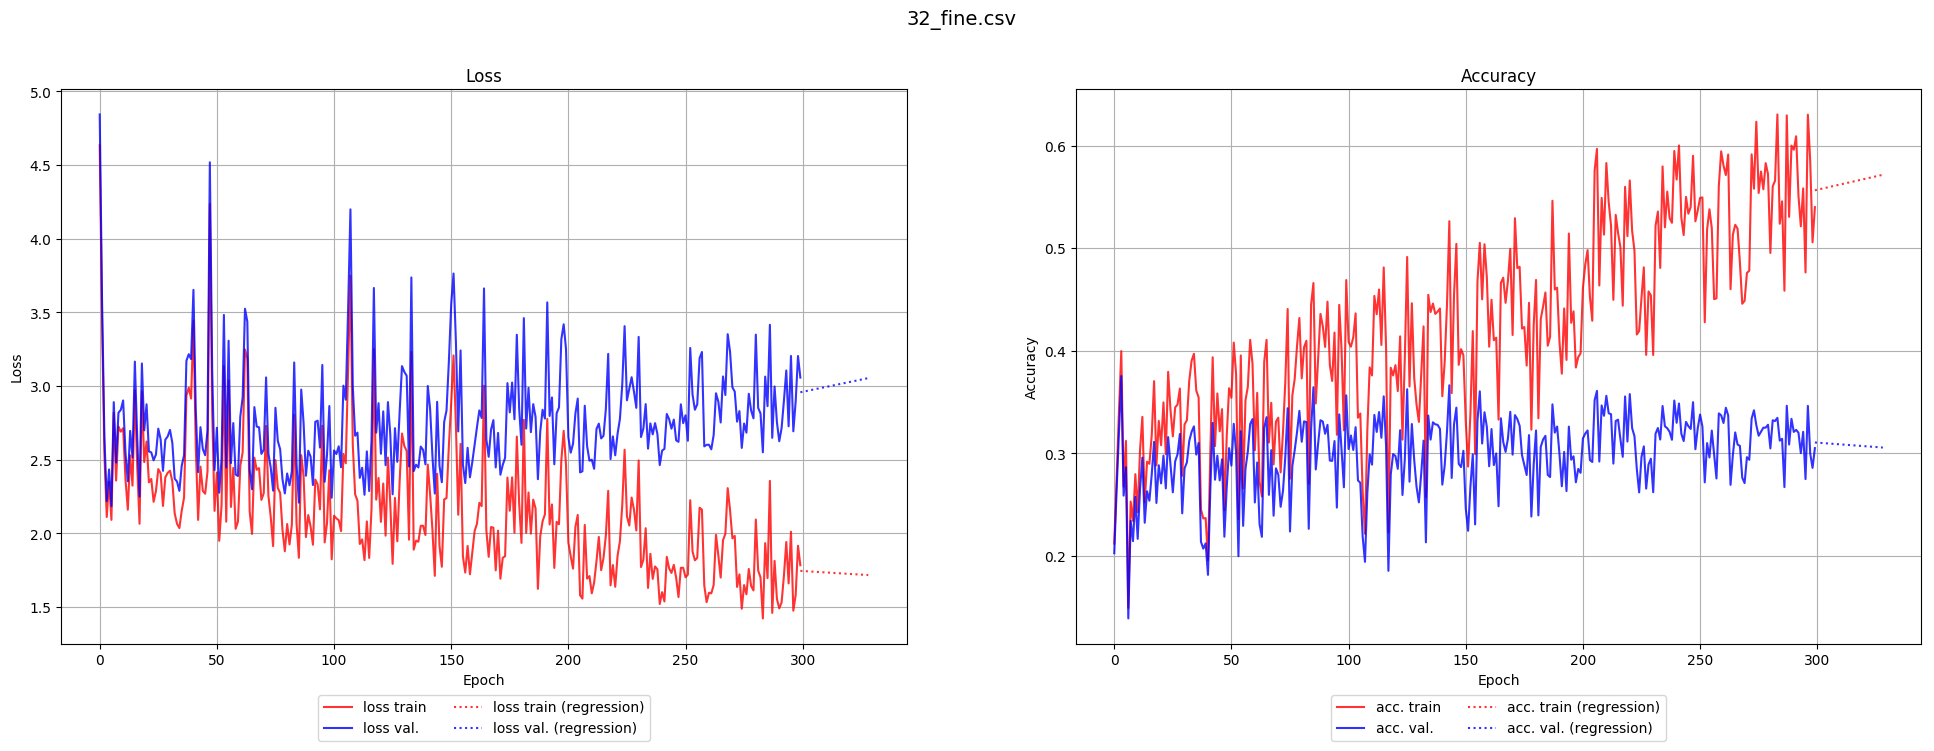 32_fine.csv
Loss
5.0
4.5
4.0
3.5
3.0
2.5
2.0
1.5
Loss
0 50 100 150 200 250 300
Epoch
loss train loss train (regression)
loss val. loss val. (regression)
Accuracy
0.6
0.5
0.4
0.3
0.2
Accuracy
0 50 100 150 200 250 300
Epoch
acc. train acc. train (regression)
acc. val. acc. val. (regression)